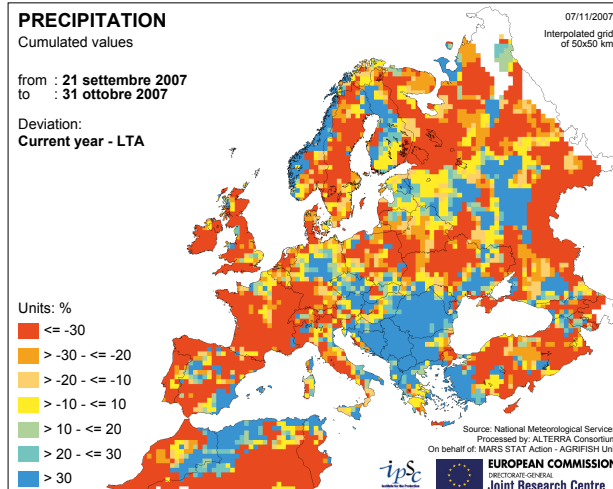 PRECIPITATION
Cumulated values
from : 21 settembre 2007
to : 31 ottobre 2007
Deviation:
Current year - LTA
07/11/2007
Interpolated grid
of 50x50 km
Units: %
<= -30
> -30 - <= -20
> -20 - <= -10
> -10 - <= 10
> 10 - <= 20
> 20 - <= 30
> 30
Source: National Meteorological Services
Processed by: ALTERRA Consortium
On behalf of: MARS STAT Action - AGRIFISH Uni
ipsc
EUROPEAN COMMISSION
DIRECTORATE-GENERAL
Joint Research Centre